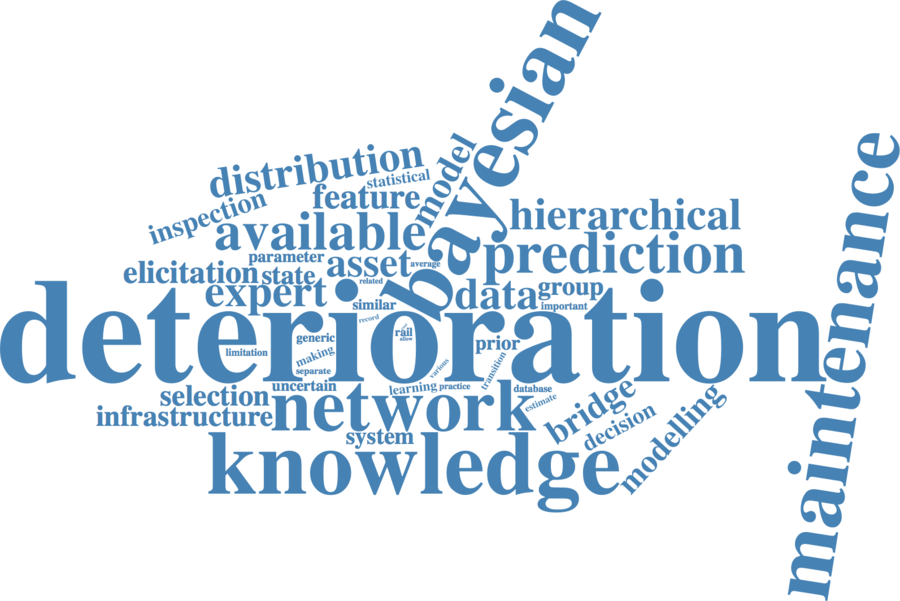 bayesian
distribution
statistical
model
feature
inspection
available
hierarchical
maintenance
parameter
average
prediction
elicitation
state
asset
related
expert
data
group
similar
important
deterioration
record
rail
allow
generic
prior
limitation
making
various
transition
separate
uncertain
learning
practice
database
selection
network
estimate
infrastructure
bridge
decision
system
modelling
knowledge